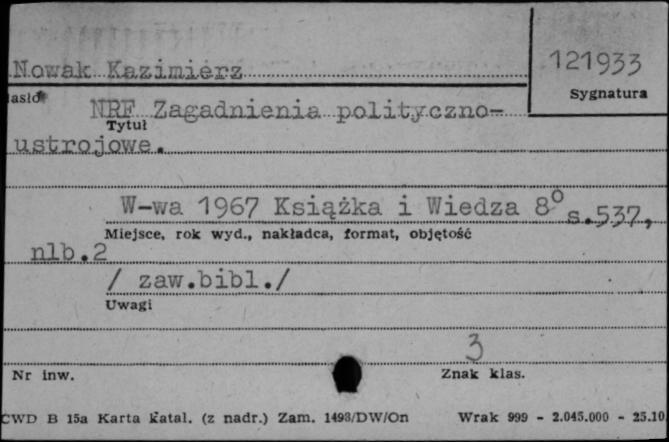 121933
Nowak Kazimierz
Sygnatura
asło
NRF Zagadnienia polityczno-
Tytuł
ustrojowe.
W-wa 1967 Książka i Wiedza 8° s.537,
Miejsce, rok wyd., nakładca, format, objętość
nlb.2
/ zaw.bibl./
Uwagi
3
Nr inw.
Znak klas.
CWD B 15a Karta katal. (z nadr.) Zam. 1493/DW/On Wrak 999 - 2.045.000 - 25.10